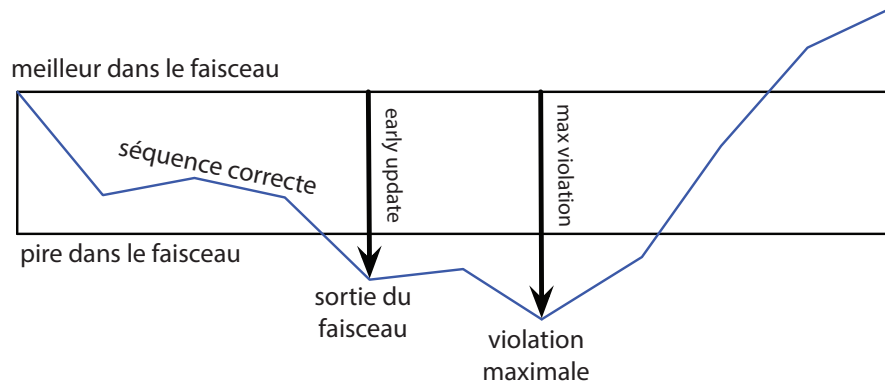 meilleur dans le faisceau
séquence correcte
early update
max violation
pire dans le faisceau
sortie du
faisceau
violation
maximale